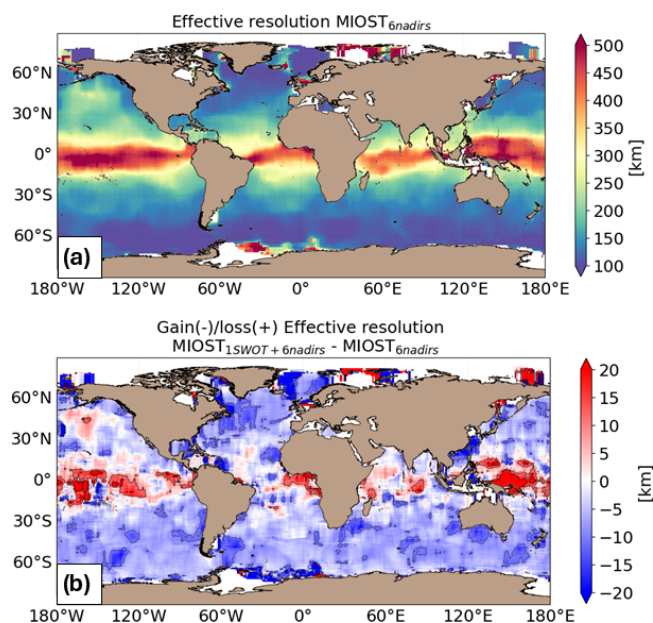 Effective resolution MIOST6nadirs
60°N
30°N
0°
30°S
60°S
(a)
180°W 120°W 60°W 0° 60°E 120°E 180°E
500
450
400
350
300
250
200
150
100
[km]
Gain(-)/loss(+) Effective resolution
MIOST1SWOT+6nadirs - MIOST6nadirs
60°N
30°N
0°
30°S
60°S
(b)
180°W 120°W 60°W 0° 60°E 120°E 180°E
20
15
10
5
0
−5
−10
−15
−20
[km]